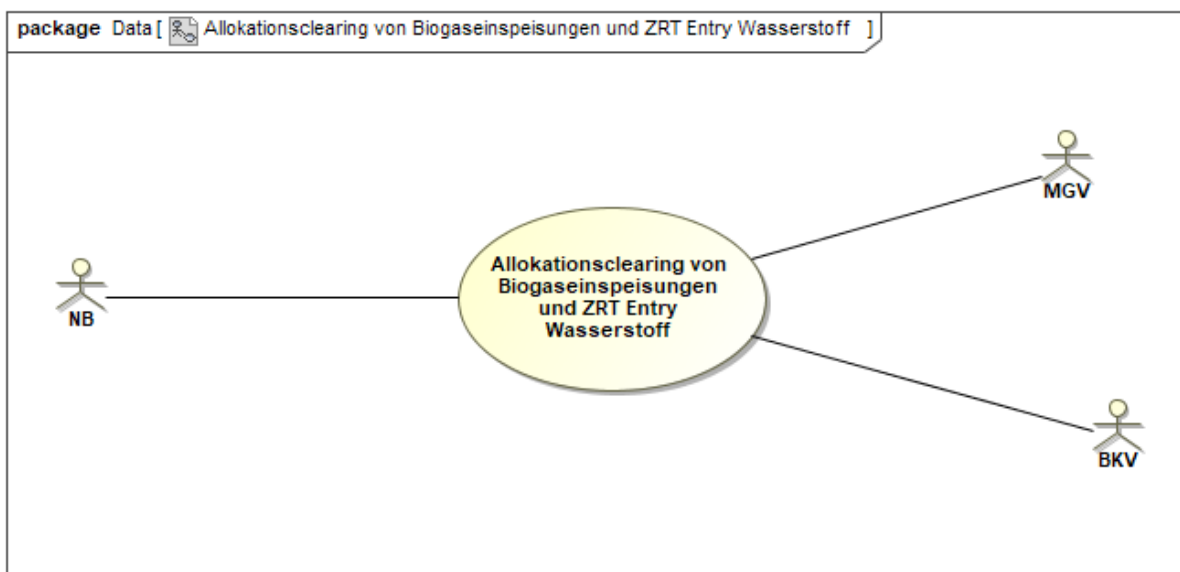 package Data [ Allokationsclearing von Biogaseinspeisungen und ZRT Entry Wasserstoff ]
MGV
Allokationsclearing von
Biogaseinspeisungen
und ZRT Entry
Wasserstoff
NB
BKV